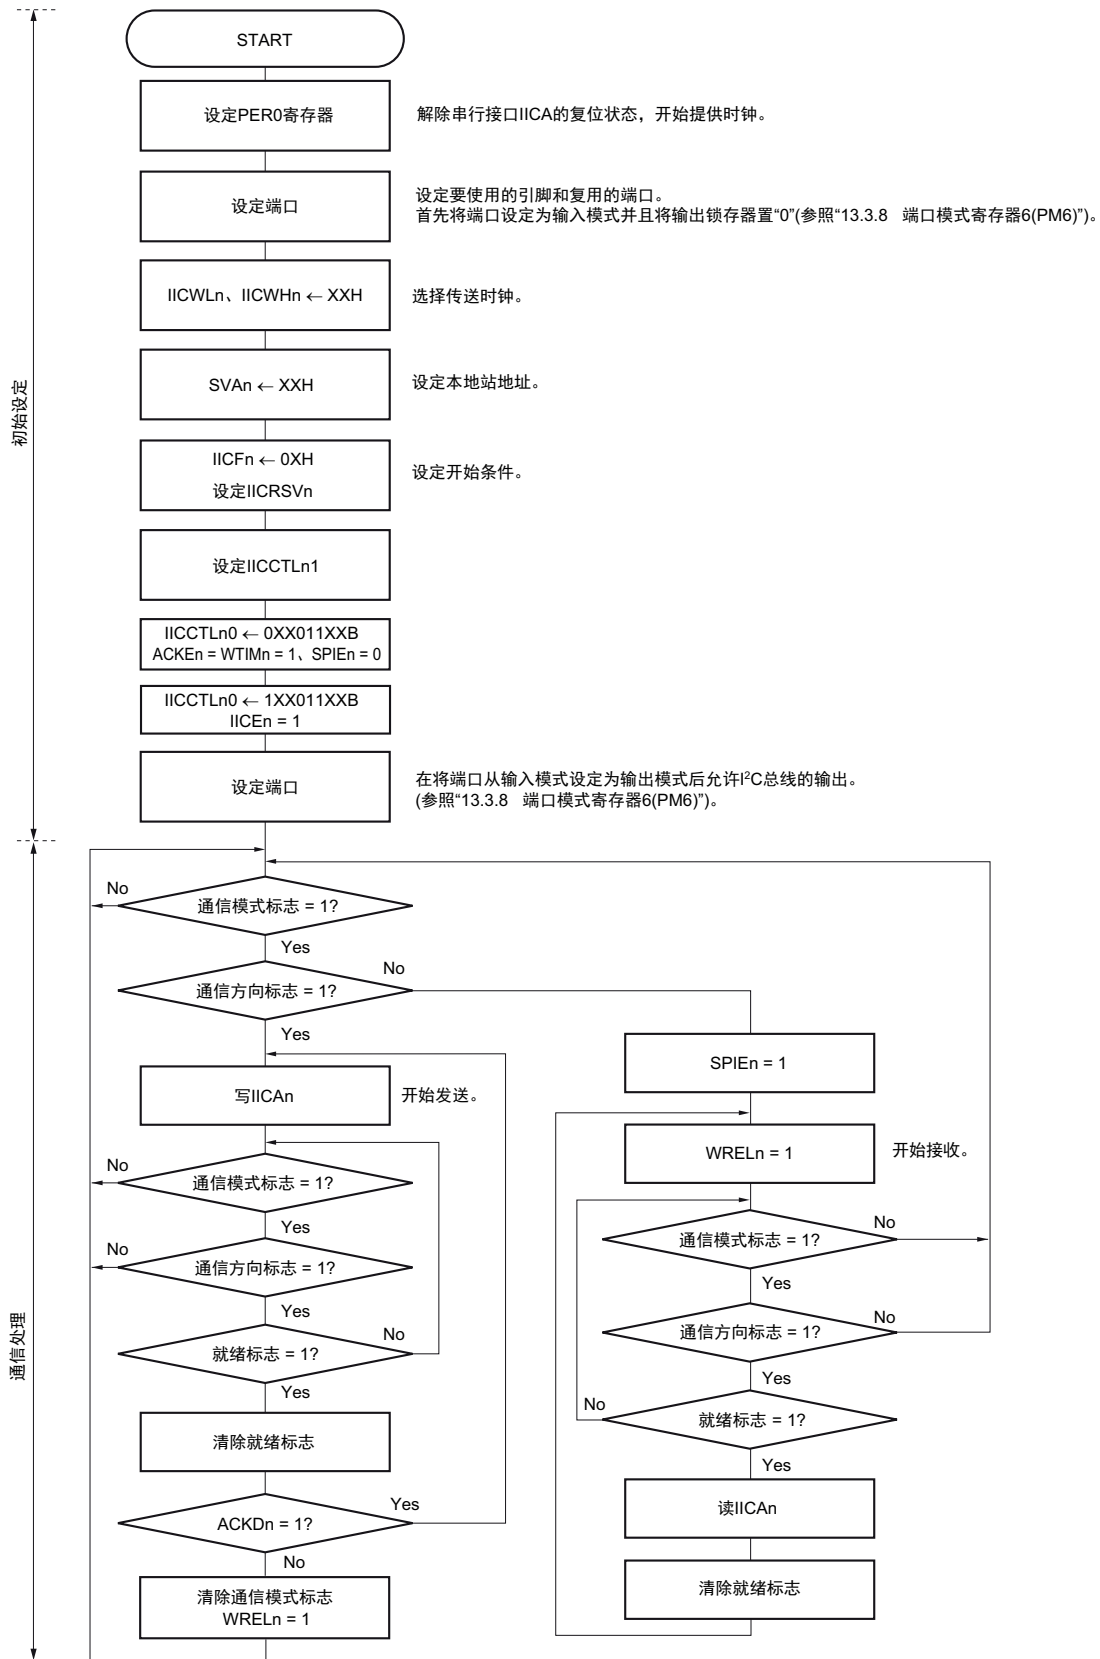 START
设定PER0寄存器
解除串行接口IICA的复位状态，开始提供时钟。
设定端口
设定要使用的引脚和复用的端口。
首先将端口设定为输入模式并且将输出锁存器置“0”(参照“13.3.8 端口模式寄存器6(PM6)”)。
IICWLn、IICWHn ← XXH
选择传送时钟。
SVAn ← XXH
设定本地站地址。
初始设定
IICFn ← 0XH
设定IICRSVn
设定开始条件。
设定IICCTLn1
IICCTLn0 ← 0XX011XXB
ACKEn = WTIMn = 1、SPIEn = 0
IICCTLn0 ← 1XX011XXB
IICEn = 1
设定端口
在将端口从输入模式设定为输出模式后允许I²C总线的输出。
(参照“13.3.8 端口模式寄存器6(PM6)”)。
No
通信模式标志 = 1?
Yes
No
通信方向标志 = 1?
Yes
写IICAn
开始发送。
No
通信模式标志 = 1?
Yes
No
通信方向标志 = 1?
Yes
No
就绪标志 = 1?
Yes
清除就绪标志
Yes
ACKDn = 1?
No
清除通信模式标志
WRELn = 1
通信处理
SPIEn = 1
WRELn = 1
开始接收。
No
通信模式标志 = 1?
Yes
No
通信方向标志 = 1?
Yes
No
就绪标志 = 1?
Yes
读IICAn
清除就绪标志